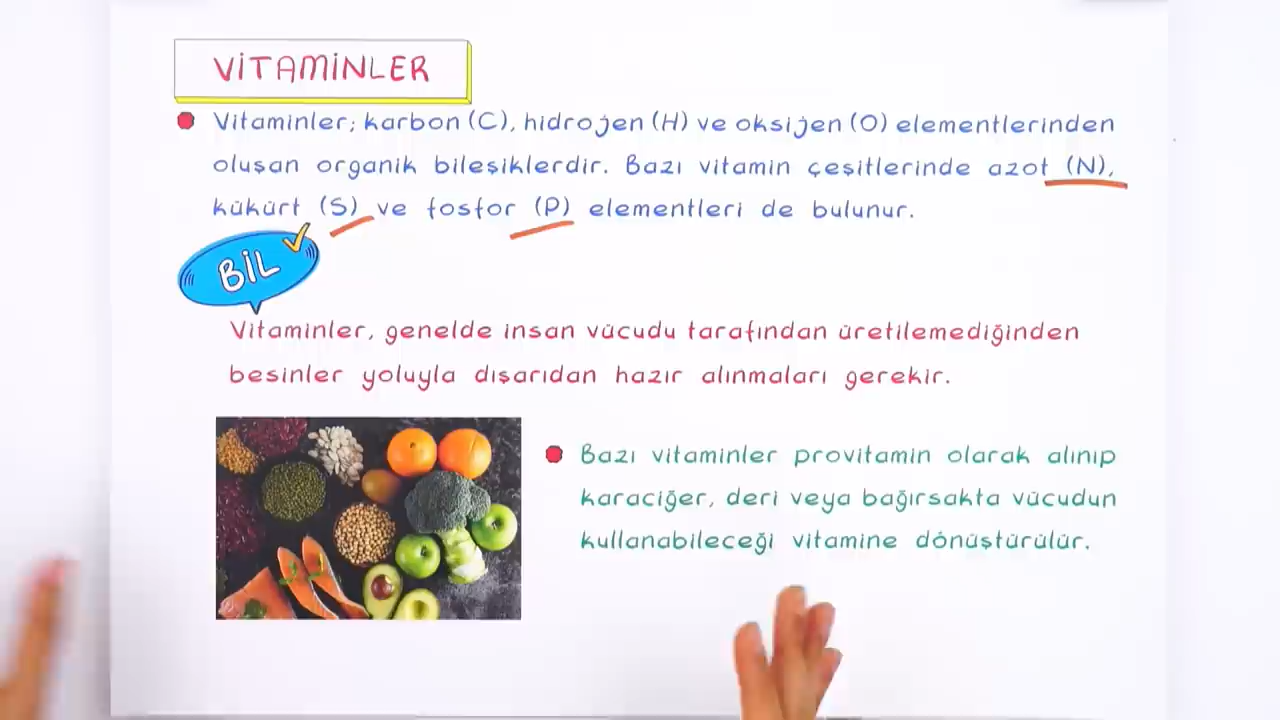 VİTAMİNLER
Vitaminler; karbon (C), hidrojen (H) ve oksijen (O) elementlerinden
oluşan organik bileşiklerdir. Bazı vitamin çeşitlerinde azot (N),
kükürt (S) ve fosfor (P) elementleri de bulunur.
BİL
Vitaminler, genelde insan vücudu tarafından üretilemediğinden
besinler yoluyla dışarıdan hazır alınmaları gerekir.
Bazı vitaminler provitamin olarak alınıp
karaciğer, deri veya bağırsakta vücudun
kullanabileceği vitamine dönüştürülür.